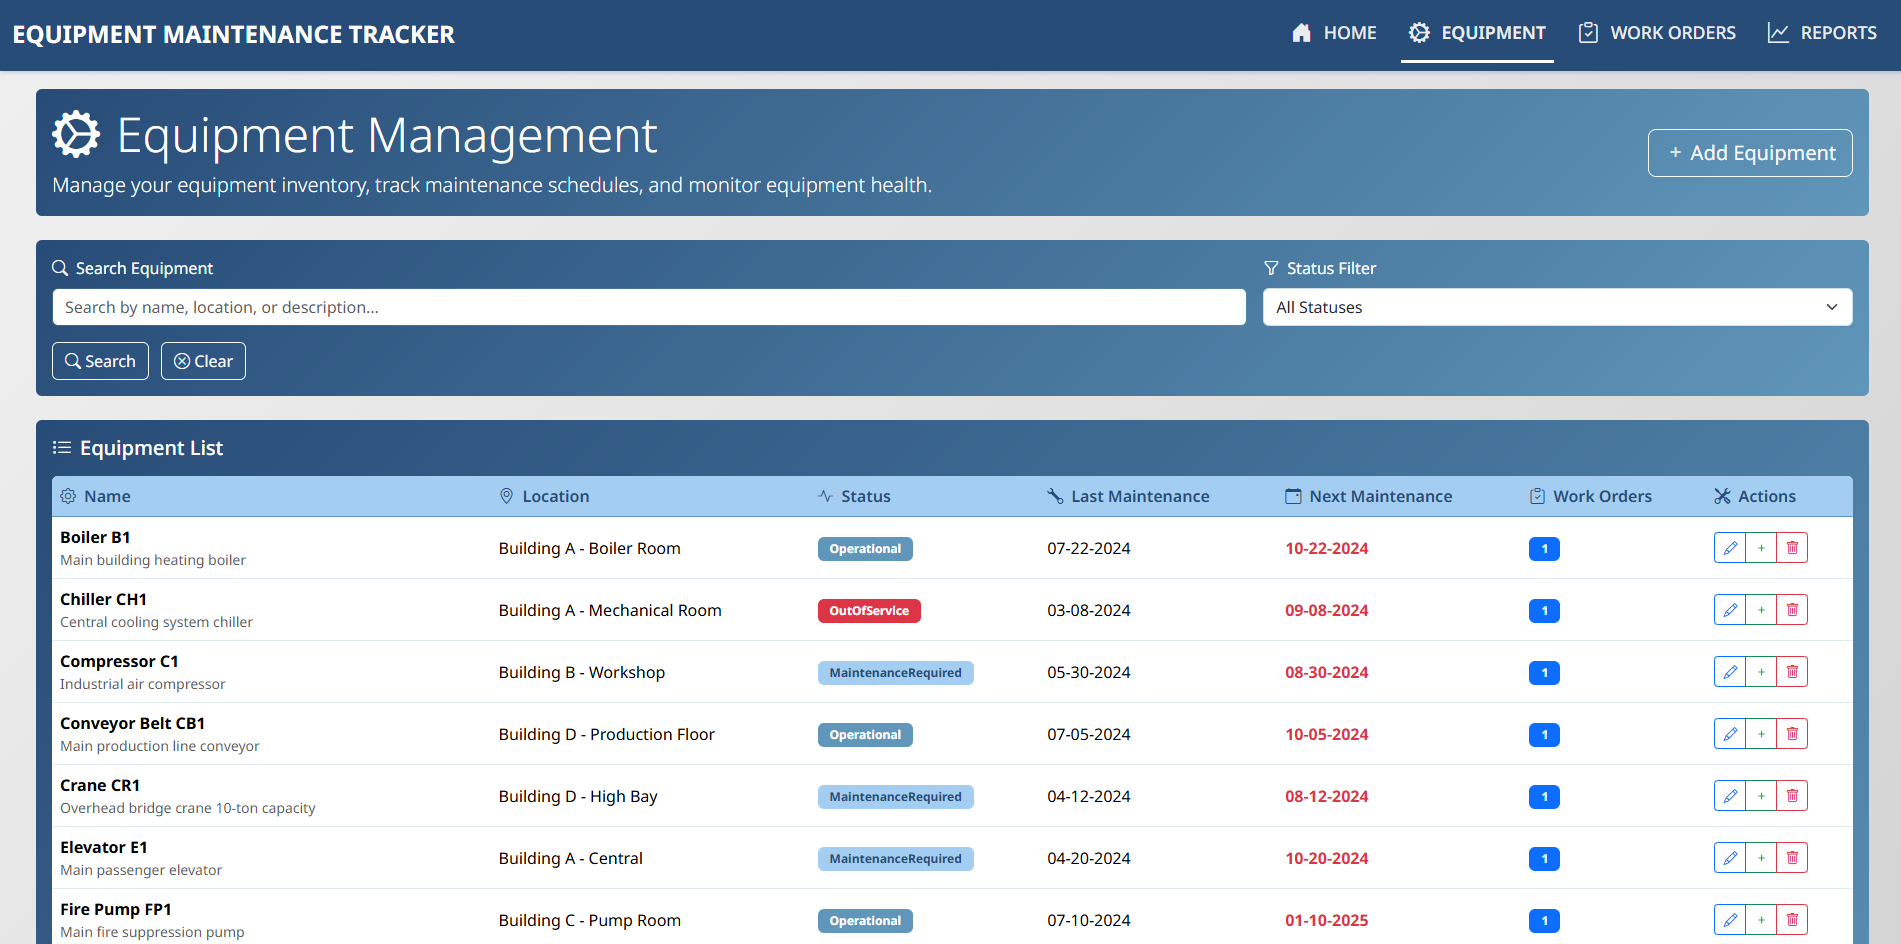 EQUIPMENT MAINTENANCE TRACKER
HOME
EQUIPMENT
WORK ORDERS
REPORTS
Equipment Management
Manage your equipment inventory, track maintenance schedules, and monitor equipment health.
+ Add Equipment
Search Equipment
Status Filter
Search by name, location, or description...
All Statuses
Search
Clear
Equipment List
Name Location Status Last Maintenance Next Maintenance Work Orders Actions
Boiler B1
Main building heating boiler
Building A - Boiler Room Operational 07-22-2024 10-22-2024 1 +
Chiller CH1
Central cooling system chiller
Building A - Mechanical Room OutOfService 03-08-2024 09-08-2024 1 +
Compressor C1
Industrial air compressor
Building B - Workshop MaintenanceRequired 05-30-2024 08-30-2024 1 +
Conveyor Belt CB1
Main production line conveyor
Building D - Production Floor Operational 07-05-2024 10-05-2024 1 +
Crane CR1
Overhead bridge crane 10-ton capacity
Building D - High Bay MaintenanceRequired 04-12-2024 08-12-2024 1 +
Elevator E1
Main passenger elevator
Building A - Central MaintenanceRequired 04-20-2024 10-20-2024 1 +
Fire Pump FP1
Main fire suppression pump
Building C - Pump Room Operational 07-10-2024 01-10-2025 1 +